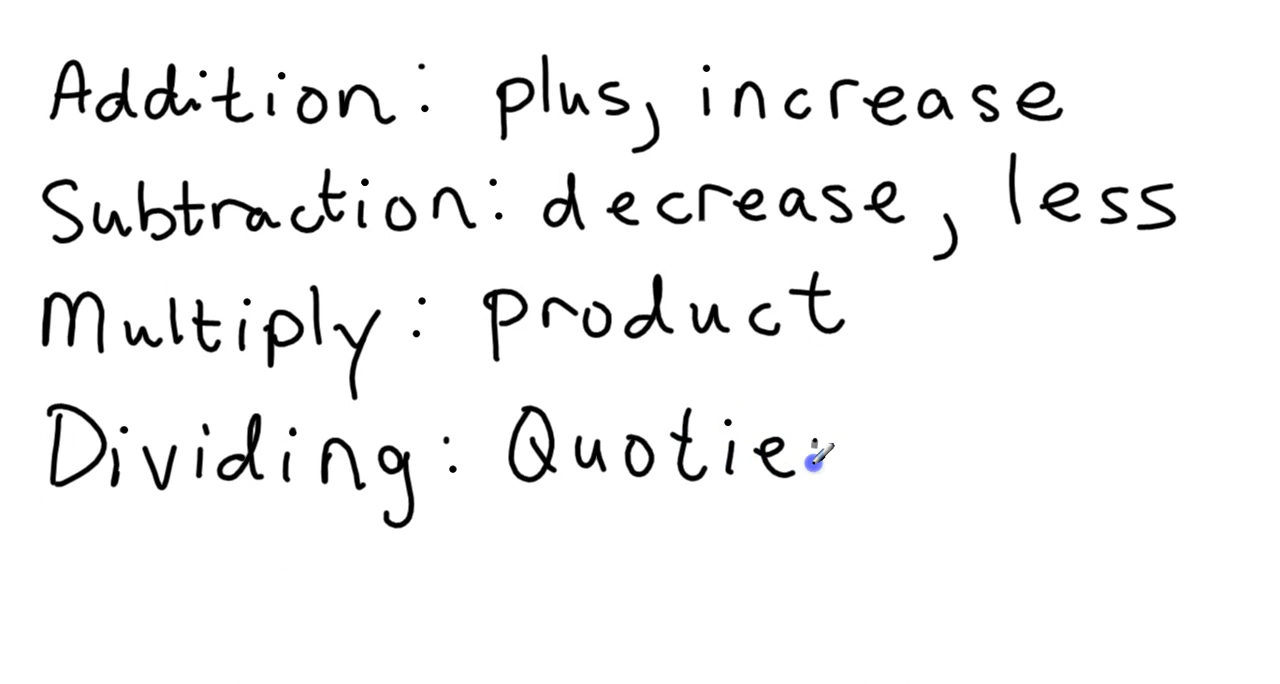 Addition: plus, increase
Subtraction: decrease, less
Multiply: product
Dividing: Quotie